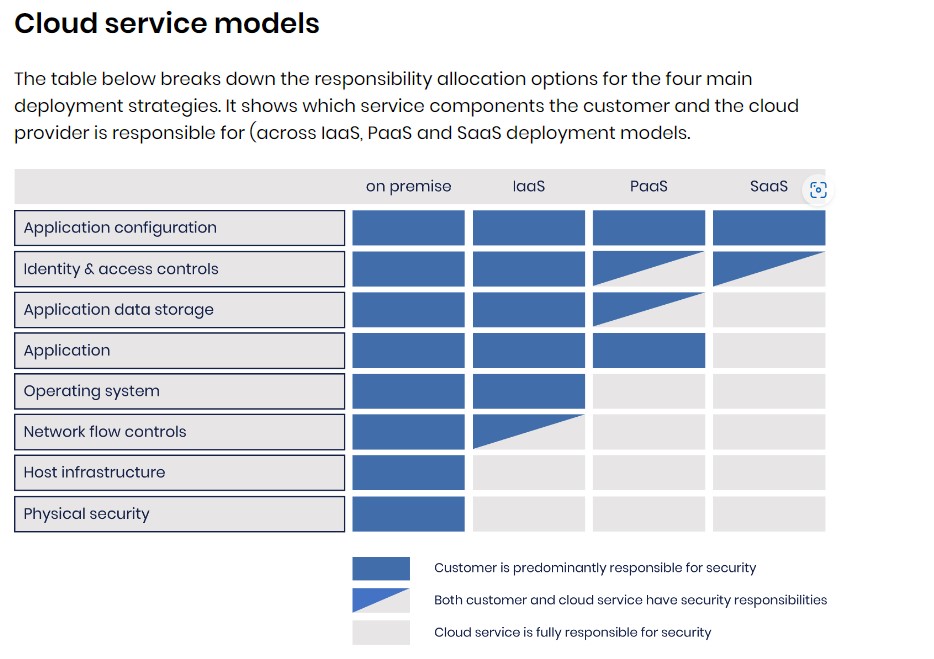 Cloud service models
The table below breaks down the responsibility allocation options for the four main
deployment strategies. It shows which service components the customer and the cloud
provider is responsible for (across IaaS, PaaS and SaaS deployment models.
on premise IaaS PaaS SaaS
Application configuration
Identity & access controls
Application data storage
Application
Operating system
Network flow controls
Host infrastructure
Physical security
Customer is predominantly responsible for security
Both customer and cloud service have security responsibilities
Cloud service is fully responsible for security